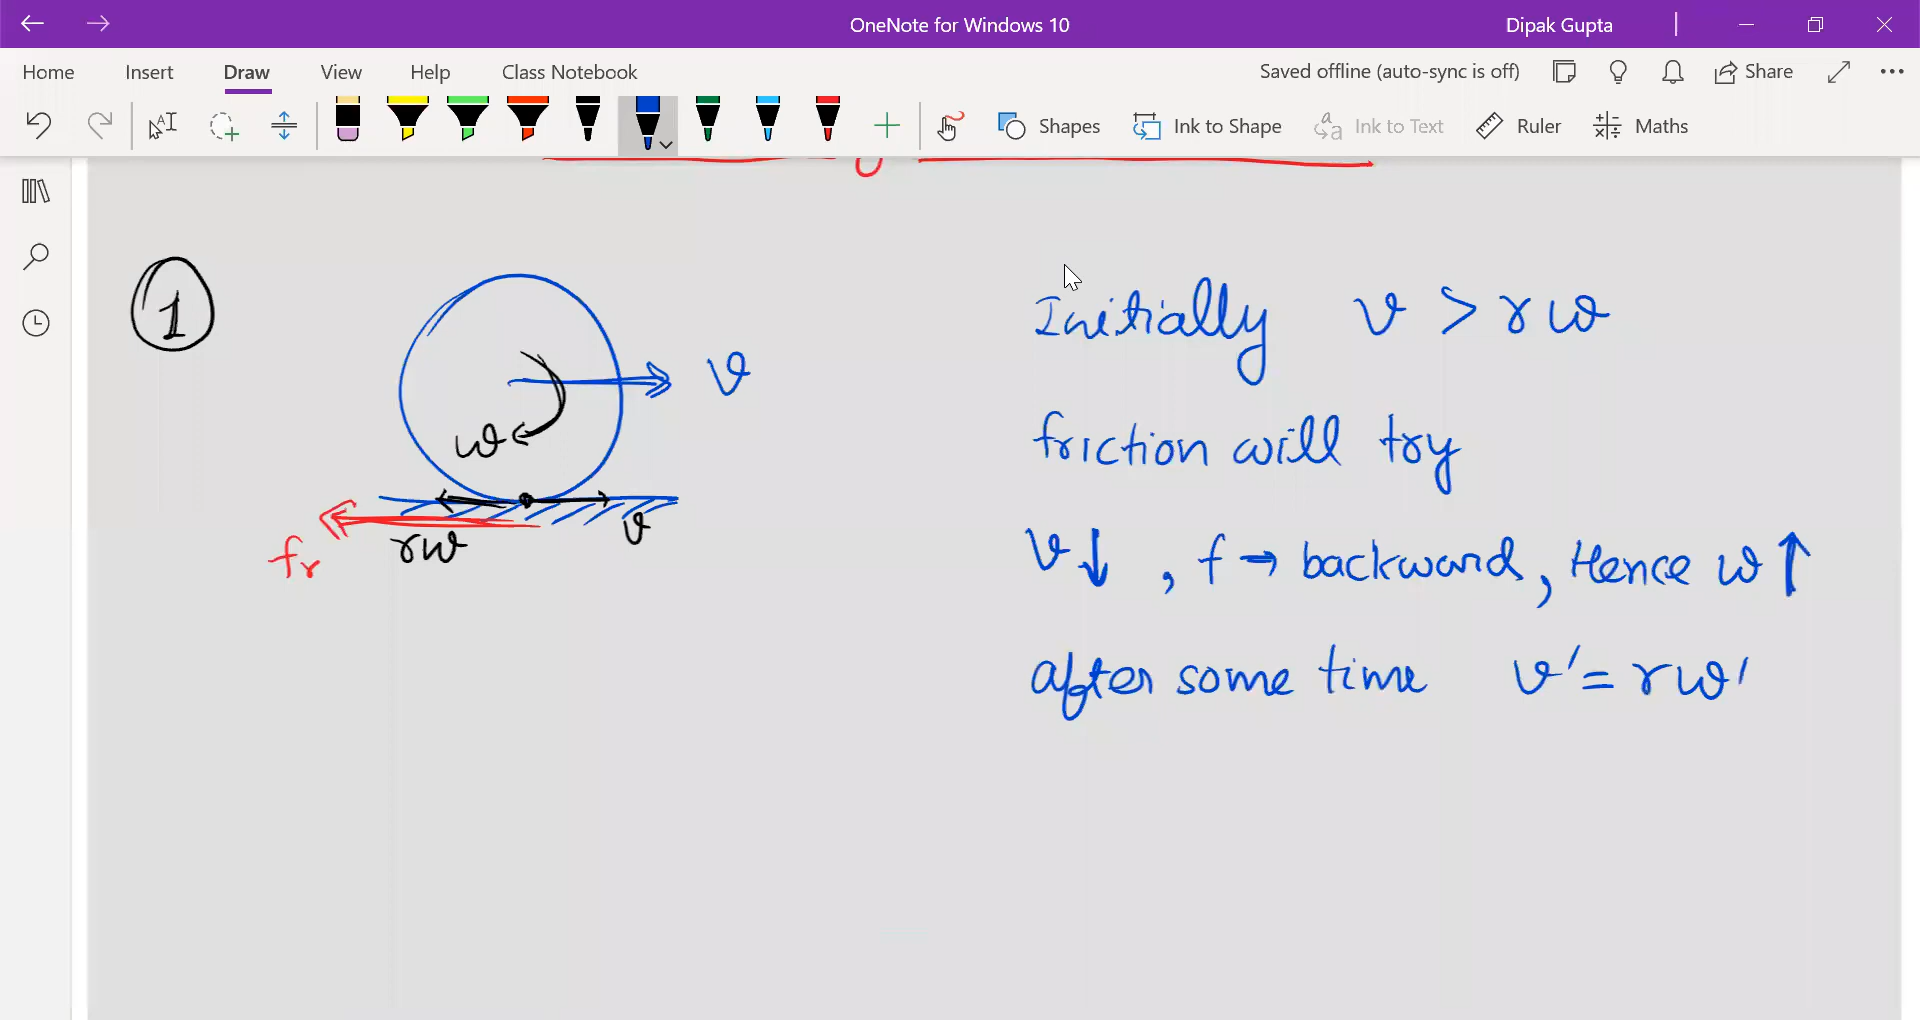 OneNote for Windows 10
Dipak Gupta
Home Insert Draw View Help Class Notebook
Saved offline (auto-sync is off) Share
Shapes Ink to Shape Ink to Text Ruler Maths
1
v
ω
rω
v
fr
Initially v > rω
friction will try
v↓ , f → backward, Hence ω↑
after some time v' = rω'